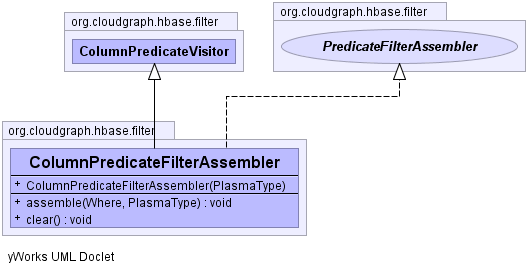 org.cloudgraph.hbase.filter
ColumnPredicateVisitor
org.cloudgraph.hbase.filter
PredicateFilterAssembler
org.cloudgraph.hbase.filter
ColumnPredicateFilterAssembler
+ ColumnPredicateFilterAssembler(PlasmaType)
+ assemble(Where, PlasmaType) : void
+ clear() : void
yWorks UML Doclet